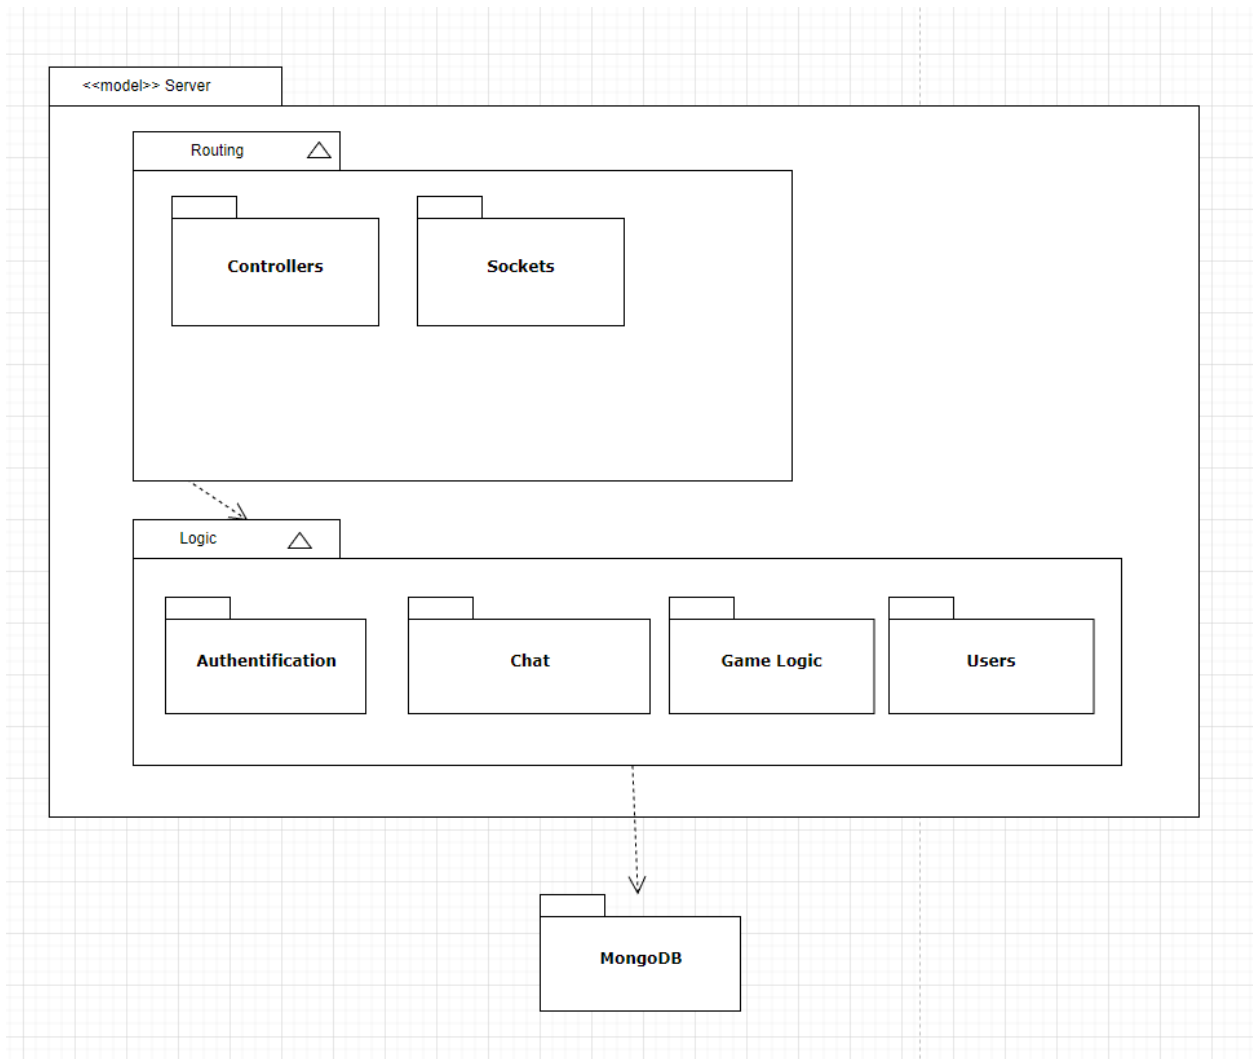 <<model>> Server
Routing
Controllers
Sockets
Logic
Authentification
Chat
Game Logic
Users
MongoDB